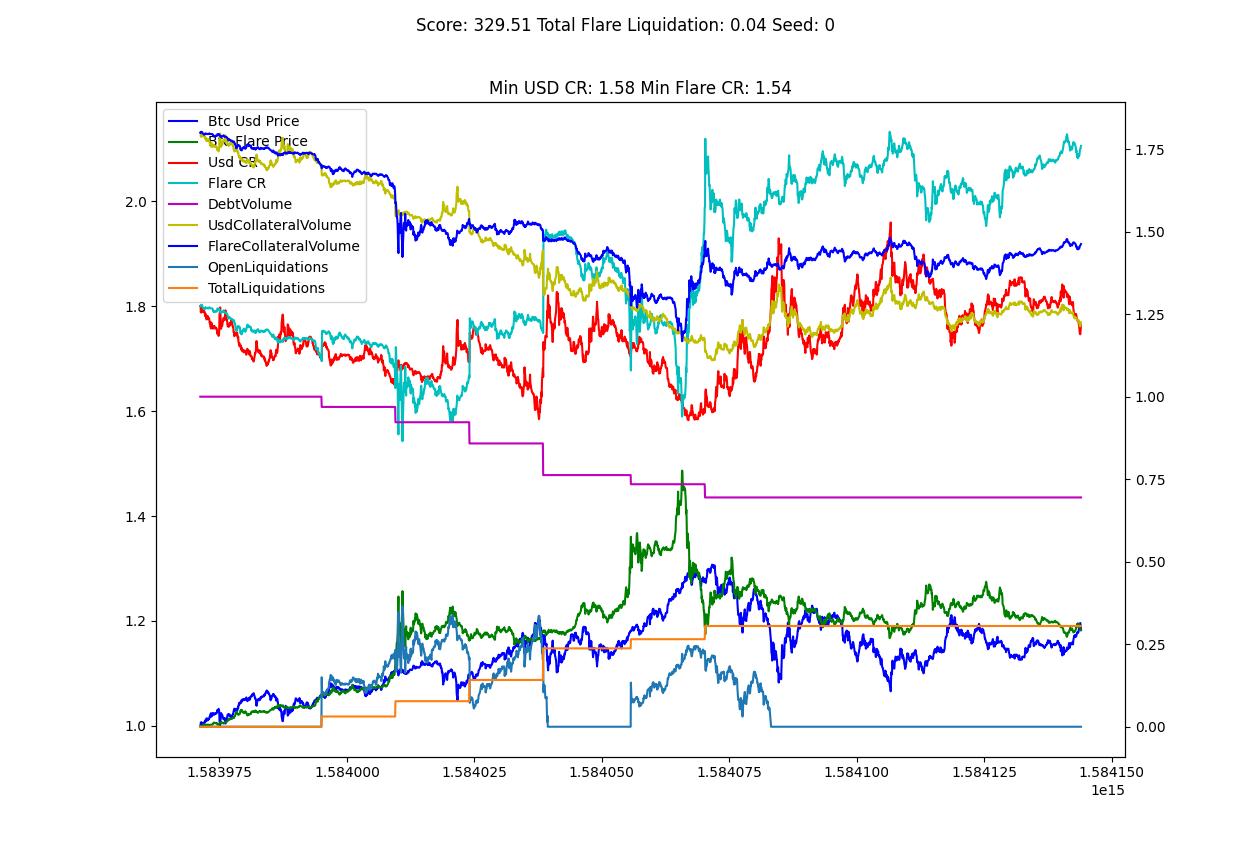 Score: 329.51 Total Flare Liquidation: 0.04 Seed: 0
Min USD CR: 1.58 Min Flare CR: 1.54
Btc Usd Price
Btc Flare Price
Usd CR
Flare CR
DebtVolume
UsdCollateralVolume
FlareCollateralVolume
OpenLiquidations
TotalLiquidations
2.0
1.8
1.6
1.4
1.2
1.0
1.75
1.50
1.25
1.00
0.75
0.50
0.25
0.00
1.583975 1.584000 1.584025 1.584050 1.584075 1.584100 1.584125 1.584150
1e15